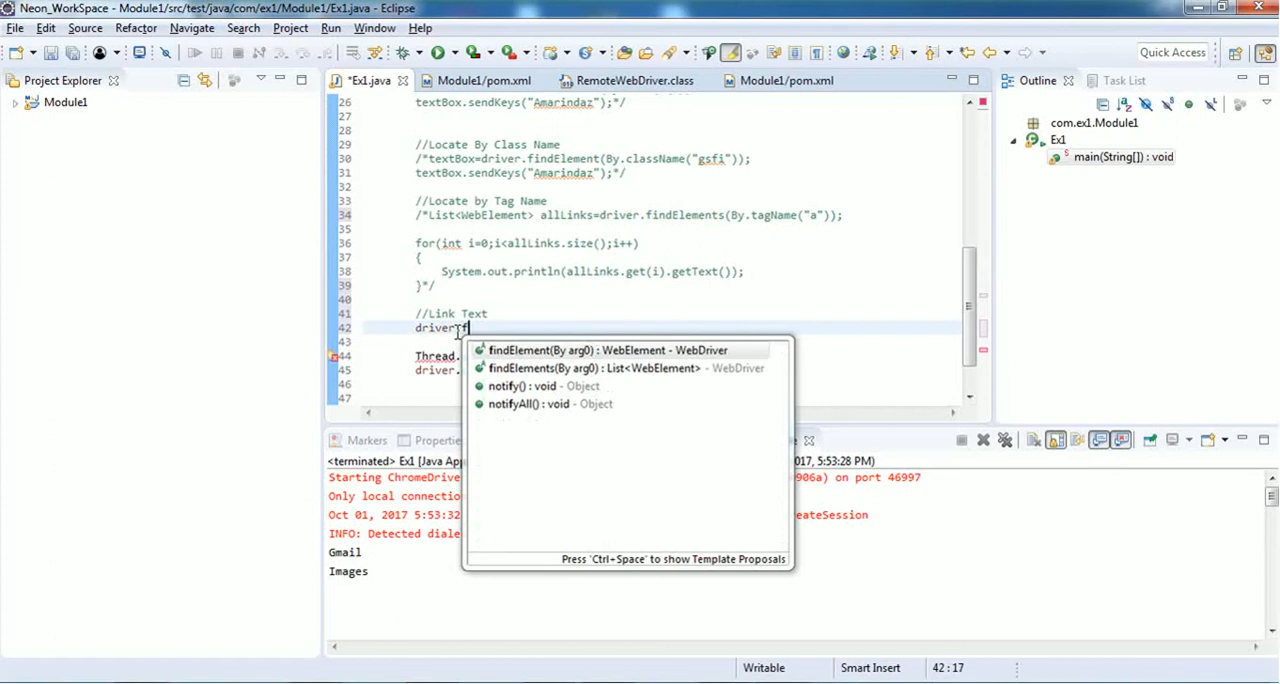 Neon_WorkSpace - Module1/src/test/java/com/ex1/Module1/Ex1.java - Eclipse
File Edit Source Refactor Navigate Search Project Run Window Help
Quick Access
Project Explorer
*Ex1.java Module1/pom.xml RemoteWebDriver.class Module1/pom.xml
Outline Task List
Module1
com.ex1.Module1
Ex1
main(String[]) : void
26 textBox.sendKeys("Amarindaz");*/
27
28
29 //Locate By Class Name
30 /*textBox=driver.findElement(By.className("gsfi"));
31 textBox.sendKeys("Amarindaz");*/
32
33 //Locate by Tag Name
34 /*List<WebElement> allLinks=driver.findElements(By.tagName("a"));
35
36 for(int i=0;i<allLinks.size();i++)
37 {
38 System.out.println(allLinks.get(i).getText());
39 }*/
40
41 //Link Text
42 driver.f
43
44 Thread.
45 driver.
46
47
findElement(By arg0) : WebElement - WebDriver
findElements(By arg0) : List<WebElement> - WebDriver
notify() : void - Object
notifyAll() : void - Object
Press 'Ctrl+Space' to show Template Proposals
Markers Properti
<terminated> Ex1 [Java Ap 2017, 5:53:28 PM)
Starting ChromeDriv 906a) on port 46997
Only local connectio
Oct 01, 2017 5:53:32 eateSession
INFO: Detected diale
Gmail
Images
Writable Smart Insert 42 : 17